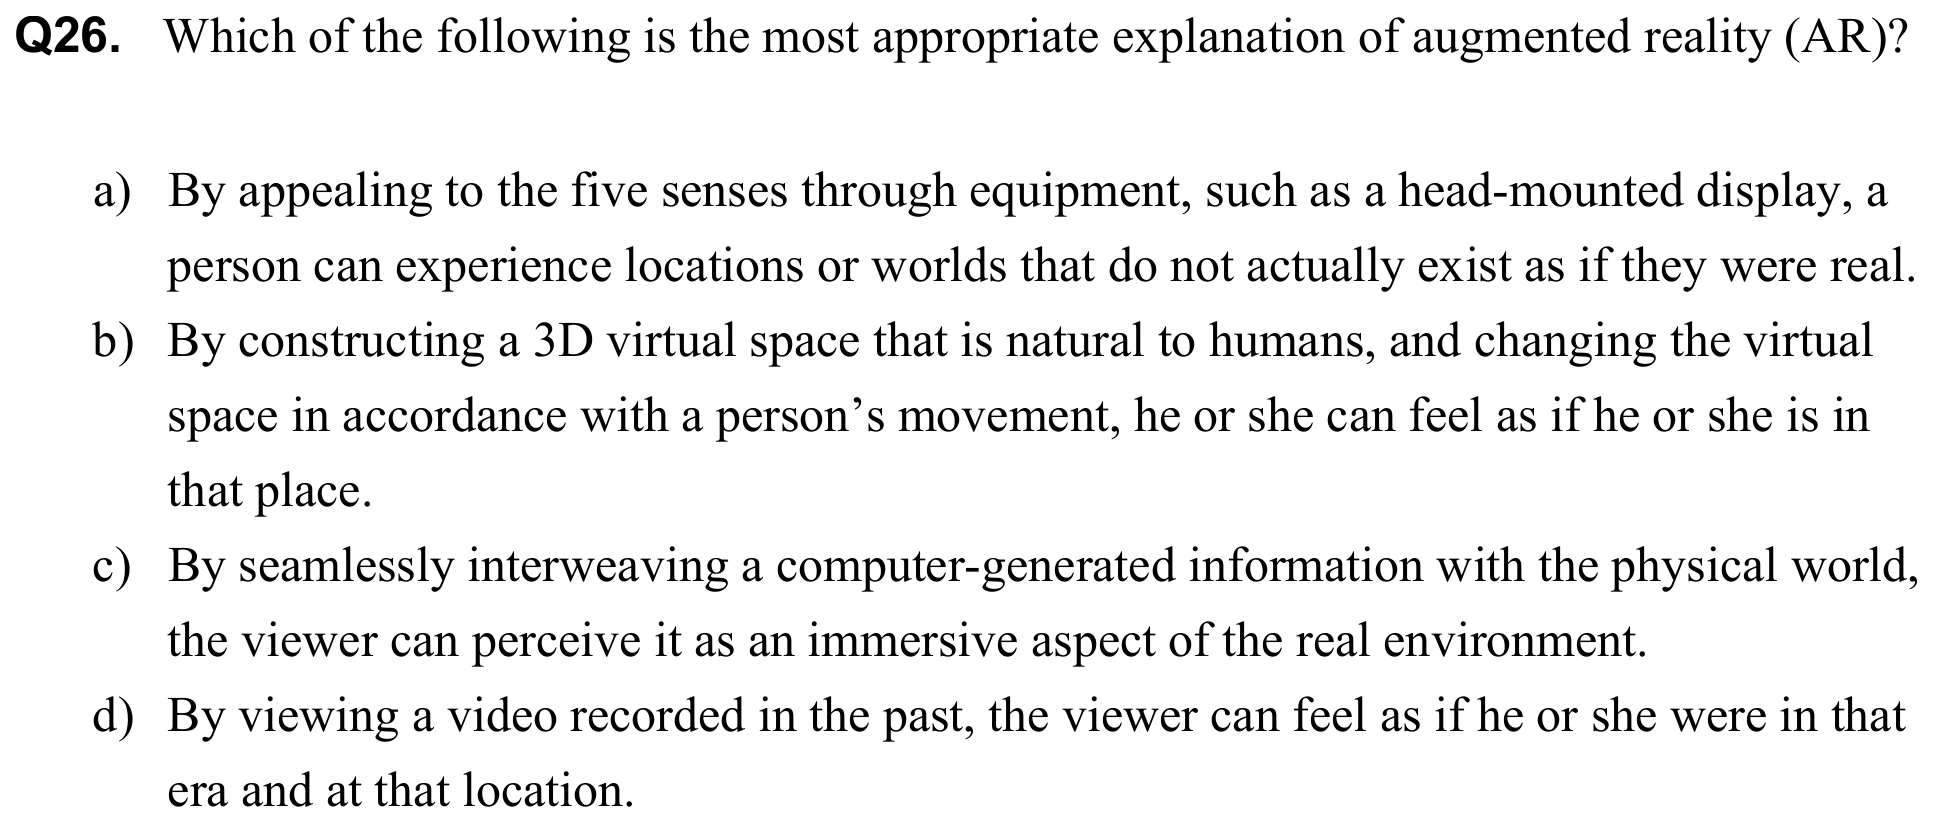 Q26. Which of the following is the most appropriate explanation of augmented reality (AR)?
a) By appealing to the five senses through equipment, such as a head-mounted display, a
person can experience locations or worlds that do not actually exist as if they were real.
b) By constructing a 3D virtual space that is natural to humans, and changing the virtual
space in accordance with a person’s movement, he or she can feel as if he or she is in
that place.
c) By seamlessly interweaving a computer-generated information with the physical world,
the viewer can perceive it as an immersive aspect of the real environment.
d) By viewing a video recorded in the past, the viewer can feel as if he or she were in that
era and at that location.